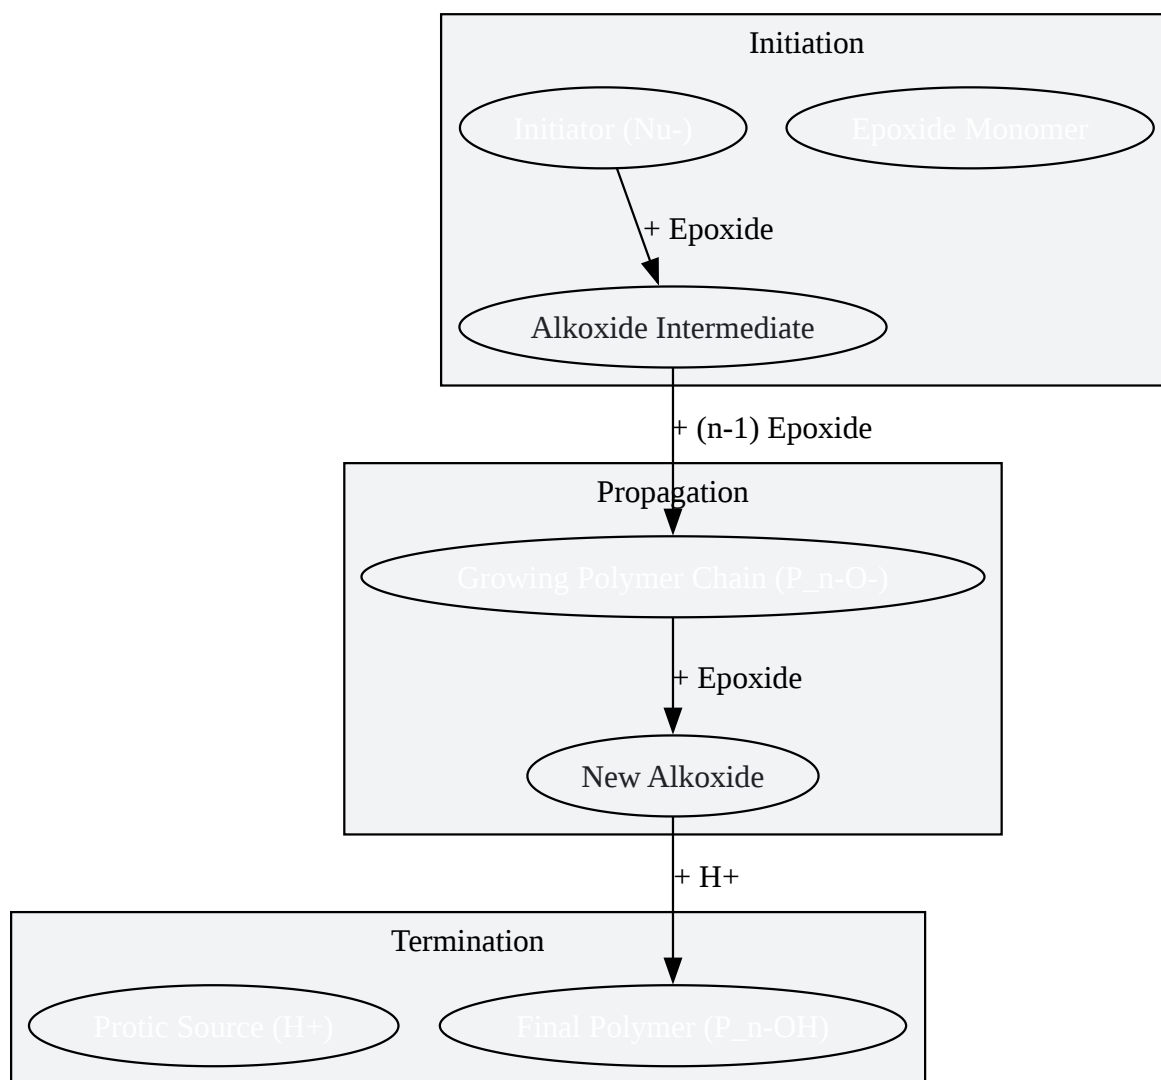 Initiation
Initiator (Nu-)
Epoxide Monomer
+ Epoxide
Alkoxide Intermediate
+ (n-1) Epoxide
Propagation
Growing Polymer Chain (P_n-O-)
+ Epoxide
New Alkoxide
+ H+
Termination
Protic Source (H+)
Final Polymer (P_n-OH)